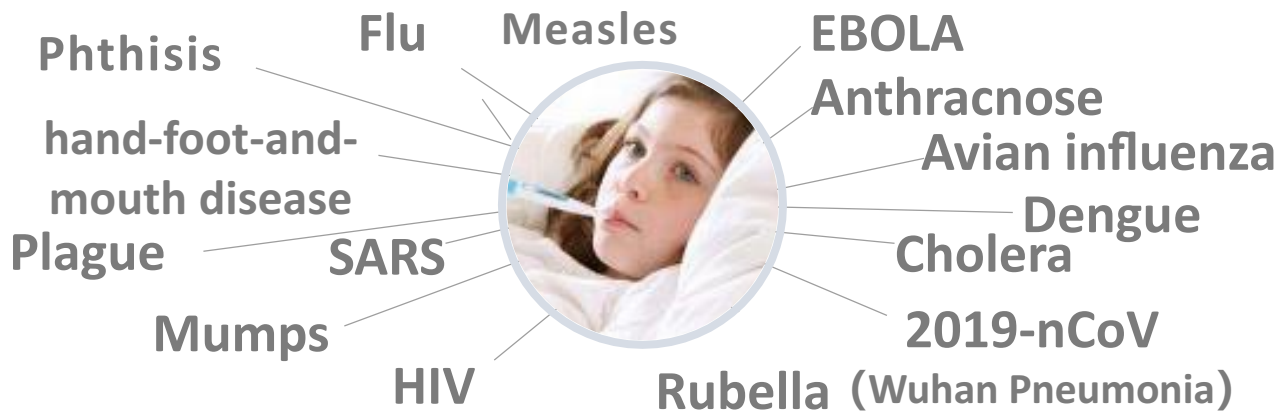 Flu
Measles
EBOLA
Phthisis
Anthracnose
hand-foot-and-
mouth disease
Avian influenza
Dengue
Plague
SARS
Cholera
Mumps
2019-nCoV
HIV
Rubella
(Wuhan Pneumonia)